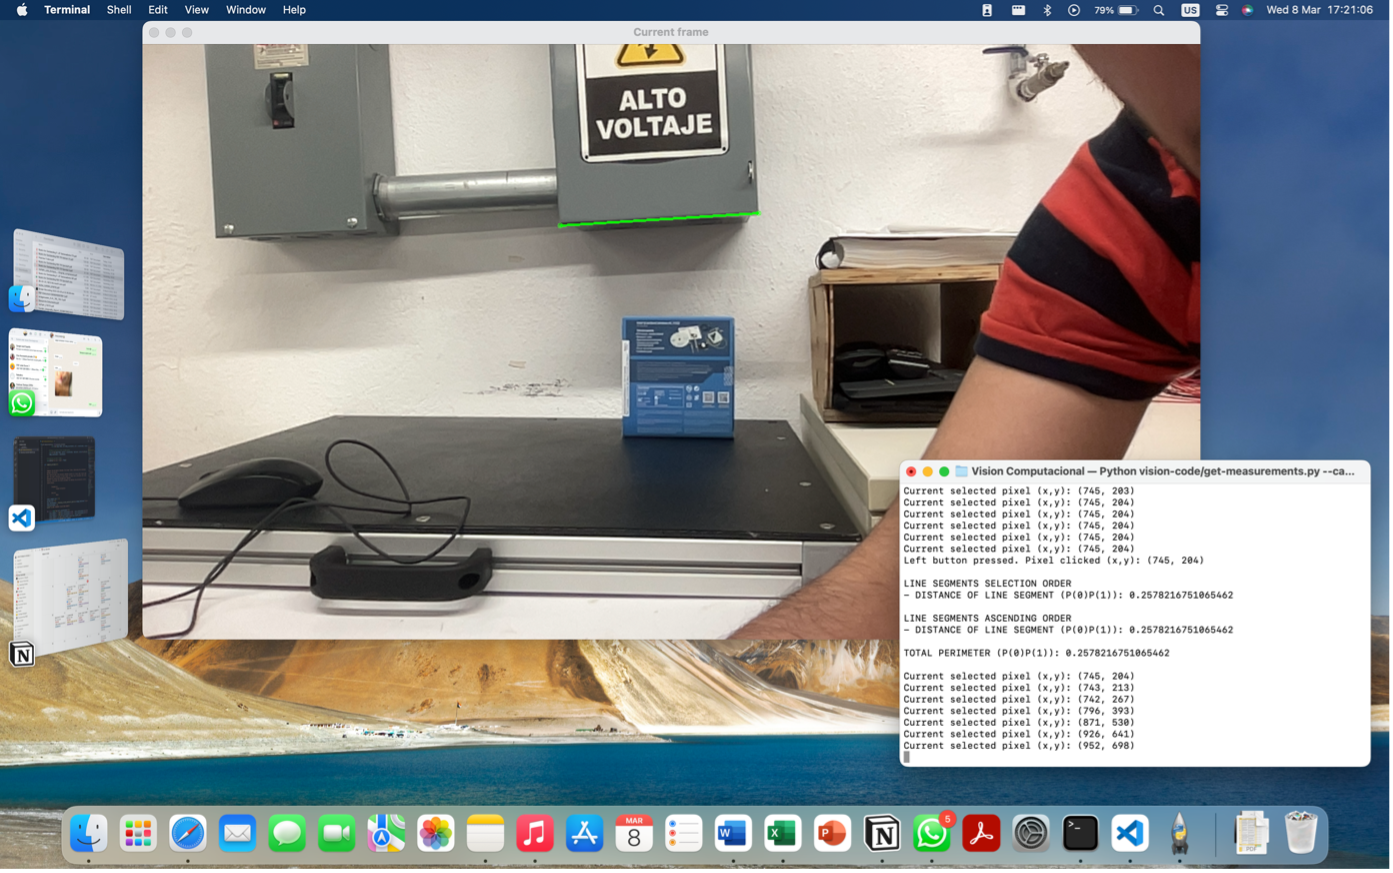 Terminal Shell Edit View Window Help
79% US Wed 8 Mar 17:21:06
Current frame
ALTO
VOLTAJE
Vision Computacional — Python vision-code/get-measurements.py --ca...
Current selected pixel (x,y): (745, 203)
Current selected pixel (x,y): (745, 204)
Current selected pixel (x,y): (745, 204)
Current selected pixel (x,y): (745, 204)
Current selected pixel (x,y): (745, 204)
Current selected pixel (x,y): (745, 204)
Left button pressed. Pixel clicked (x,y): (745, 204)
LINE SEGMENTS SELECTION ORDER
- DISTANCE OF LINE SEGMENT (P(0)P(1)): 0.2578216751065462
LINE SEGMENTS ASCENDING ORDER
- DISTANCE OF LINE SEGMENT (P(0)P(1)): 0.2578216751065462
TOTAL PERIMETER (P(0)P(1)): 0.2578216751065462
Current selected pixel (x,y): (745, 204)
Current selected pixel (x,y): (743, 213)
Current selected pixel (x,y): (742, 267)
Current selected pixel (x,y): (796, 393)
Current selected pixel (x,y): (871, 530)
Current selected pixel (x,y): (926, 641)
Current selected pixel (x,y): (952, 698)
MAR
8
5
PDF